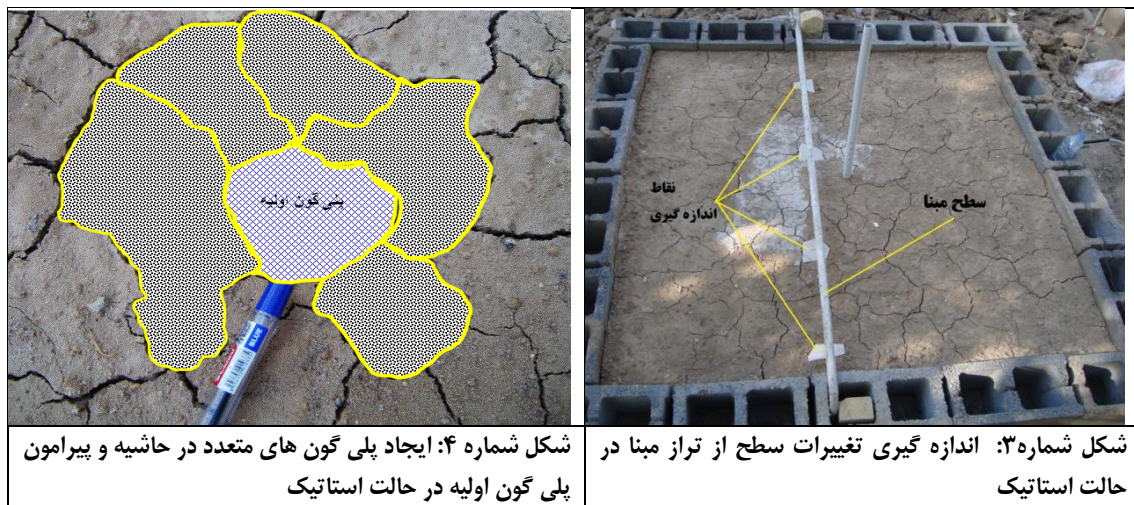 نقاط
اندازه گیری
سطح مبنا
شکل شماره۳: اندازه گیری تغییرات سطح از تراز مبنا در
حالت استاتیک
پلی گون اولیه
BLUE
شکل شماره ۴: ایجاد پلی گون های متعدد در حاشیه و پیرامون
پلی گون اولیه در حالت استاتیک